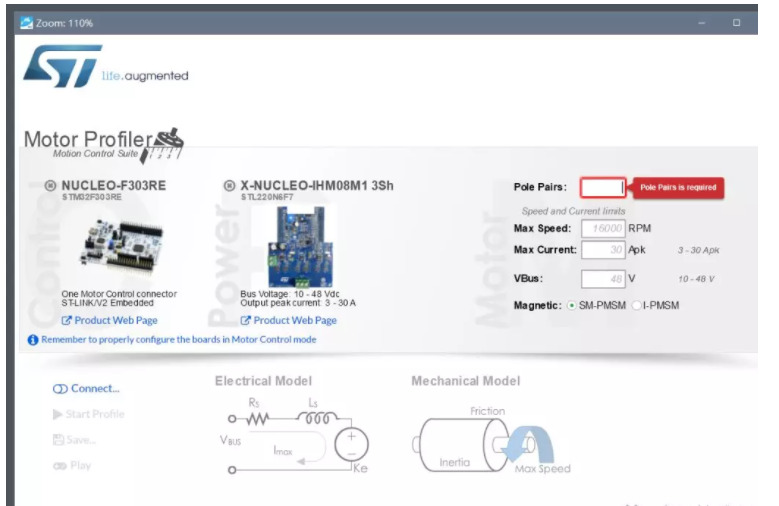 Zoom: 110%
ST
life.augmented
Motor Profiler
Motion Control Suite
Control
NUCLEO-F303RE
STM32F303RE
One Motor Control connector
ST-LINK/V2 Embedded
Product Web Page
Power
X-NUCLEO-IHM08M1 3Sh
STL220N6F7
Bus Voltage: 10 - 48 Vdc
Output peak current: 3 - 30 A
Product Web Page
Motor
Pole Pairs: Pole Pairs is required
Speed and Current limits
Max Speed: 16000 RPM
Max Current: 30 Apk 3 - 30 Apk
VBus: 48 V 10 - 48 V
Magnetic: SM-PMSM I-PMSM
Remember to properly configure the boards in Motor Control mode
Connect...
Start Profile
Save...
Play
Electrical Model
Rs Ls
VBUS
Imax
+
-
Ke
Mechanical Model
Friction
Inertia
Max Speed